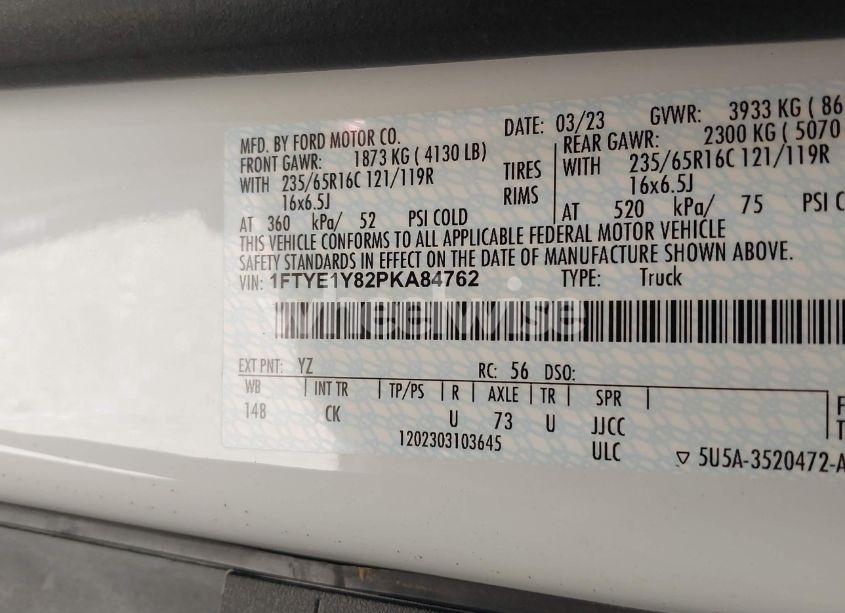 MFD. BY FORD MOTOR CO.
DATE: 03/23
GVWR: 3933 KG ( 86
FRONT GAWR: 1873 KG ( 4130 LB)
REAR GAWR: 2300 KG ( 5070
WITH 235/65R16C 121/119R
TIRES
WITH 235/65R16C 121/119R
16x6.5J
RIMS
16x6.5J
AT 360 kPa/ 52 PSI COLD
AT 520 kPa/ 75 PSI C
THIS VEHICLE CONFORMS TO ALL APPLICABLE FEDERAL MOTOR VEHICLE
SAFETY STANDARDS IN EFFECT ON THE DATE OF MANUFACTURE SHOWN ABOVE.
VIN: 1FTYE1Y82PKA84762
TYPE: Truck
wheelwise
EXT PNT: YZ
RC: 56 DSO:
WB INT TR TP/PS R AXLE TR SPR
148 CK U 73 U JJCC
1202303103645
ULC
5U5A-3520472-A